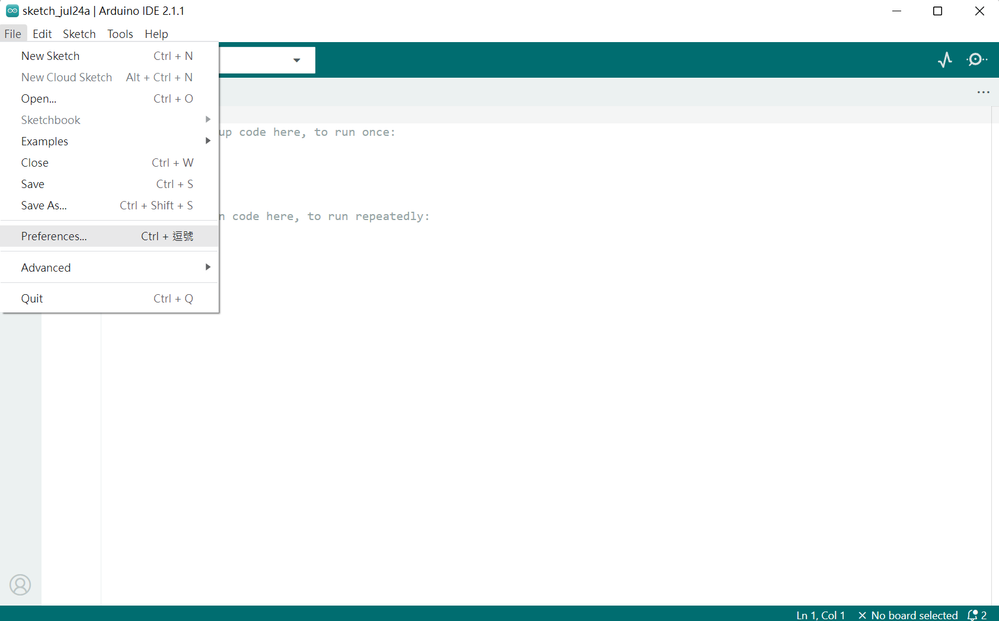 sketch_jul24a | Arduino IDE 2.1.1
File Edit Sketch Tools Help
New Sketch Ctrl + N
New Cloud Sketch Alt + Ctrl + N
Open... Ctrl + O
Sketchbook
Examples
Close Ctrl + W
Save Ctrl + S
Save As... Ctrl + Shift + S
Preferences... Ctrl + 逗號
Advanced
Quit Ctrl + Q
up code here, to run once:
n code here, to run repeatedly:
Ln 1, Col 1 No board selected 2